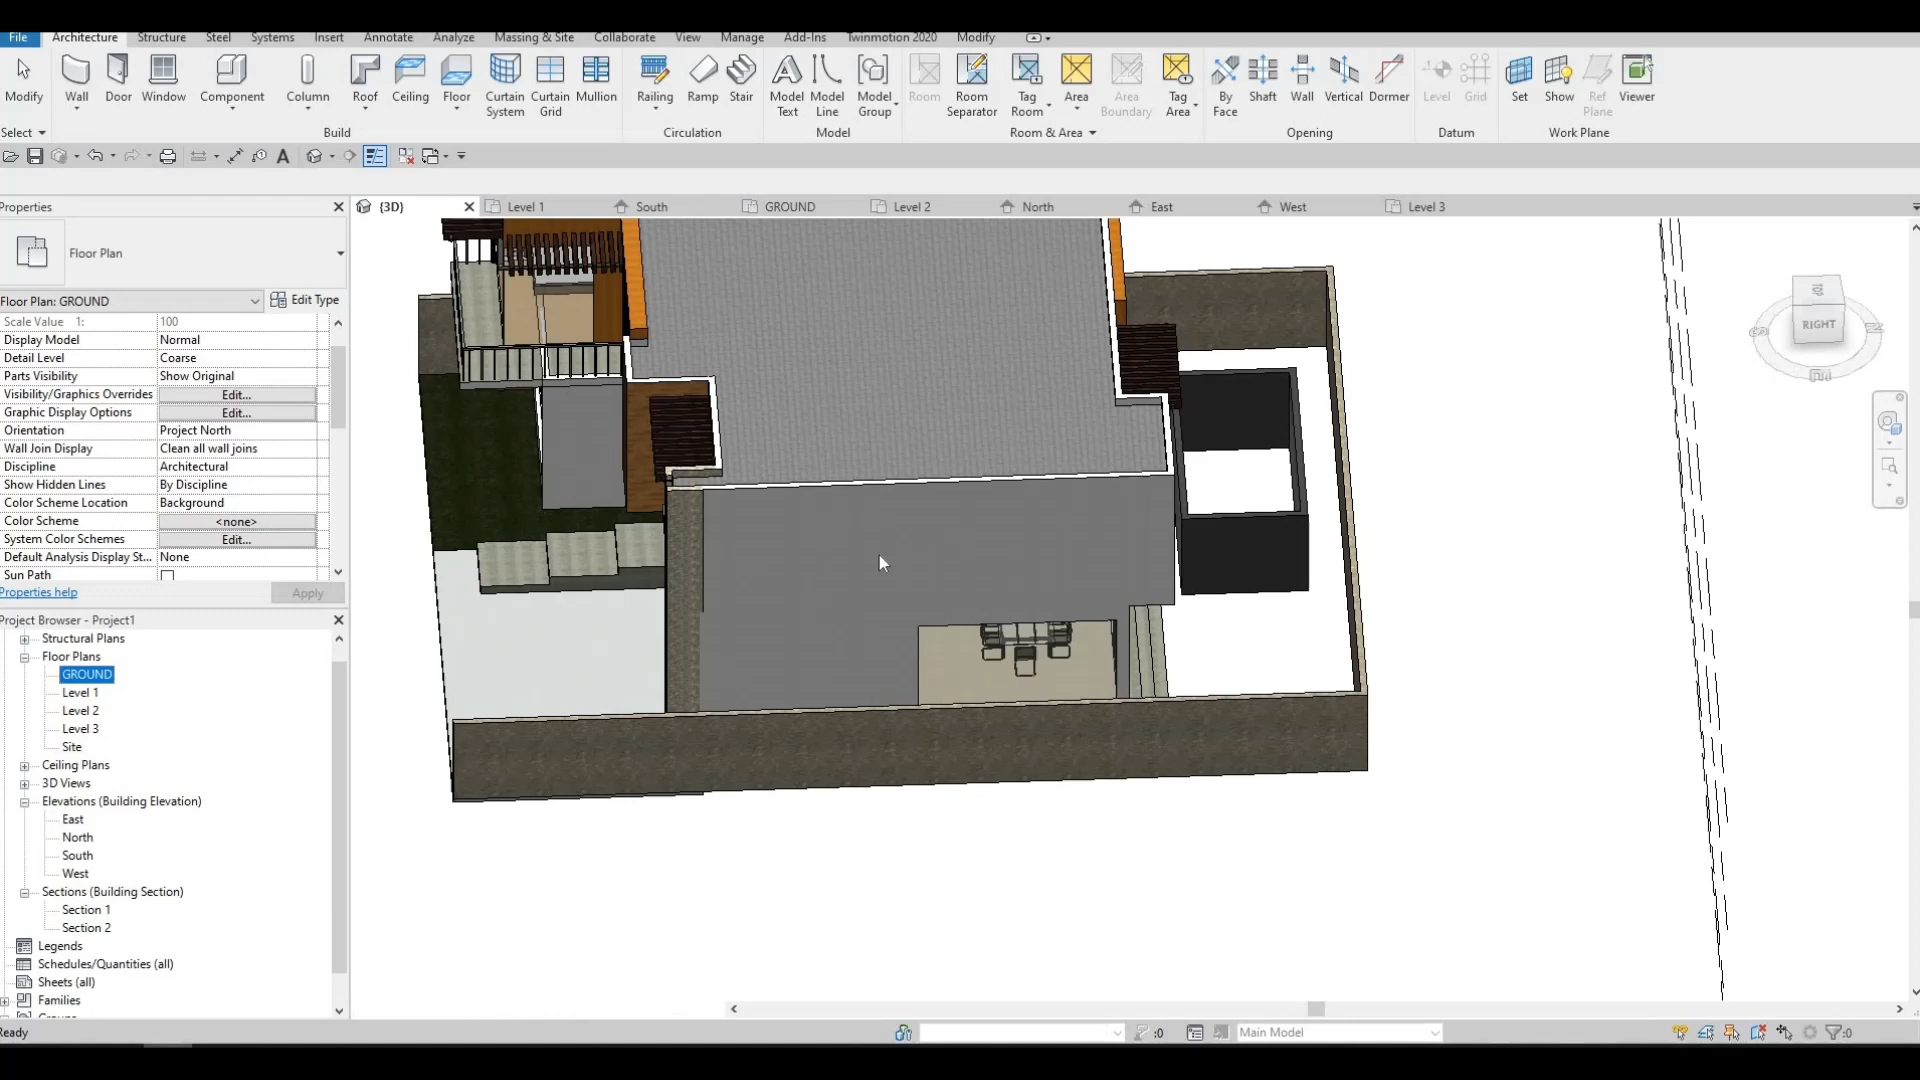 File Architecture Structure Steel Systems Insert Annotate Analyze Massing & Site Collaborate View Manage Add-Ins Twinmotion 2020 Modify
Modify Wall Door Window Component Column Roof Ceiling Floor Curtain System Curtain Grid Mullion Railing Ramp Stair Model Text Model Line Model Group Room Room Separator Tag Room Area Area Boundary Tag Area By Face Shaft Wall Vertical Dormer Level Grid Set Show Ref Plane Viewer
Select Build Circulation Model Room & Area Opening Datum Work Plane
Properties
{3D} Level 1 South GROUND Level 2 North East West Level 3
Floor Plan
Floor Plan: GROUND Edit Type
Scale Value 1: 100
Display Model Normal
Detail Level Coarse
Parts Visibility Show Original
Visibility/Graphics Overrides Edit...
Graphic Display Options Edit...
Orientation Project North
Wall Join Display Clean all wall joins
Discipline Architectural
Show Hidden Lines By Discipline
Color Scheme Location Background
Color Scheme <none>
System Color Schemes Edit...
Default Analysis Display St... None
Sun Path
Properties help Apply
Project Browser - Project1
Structural Plans
Floor Plans
GROUND
Level 1
Level 2
Level 3
Site
Ceiling Plans
3D Views
Elevations (Building Elevation)
East
North
South
West
Sections (Building Section)
Section 1
Section 2
Legends
Schedules/Quantities (all)
Sheets (all)
Families
TOP
RIGHT
Ready :0 Main Model :0